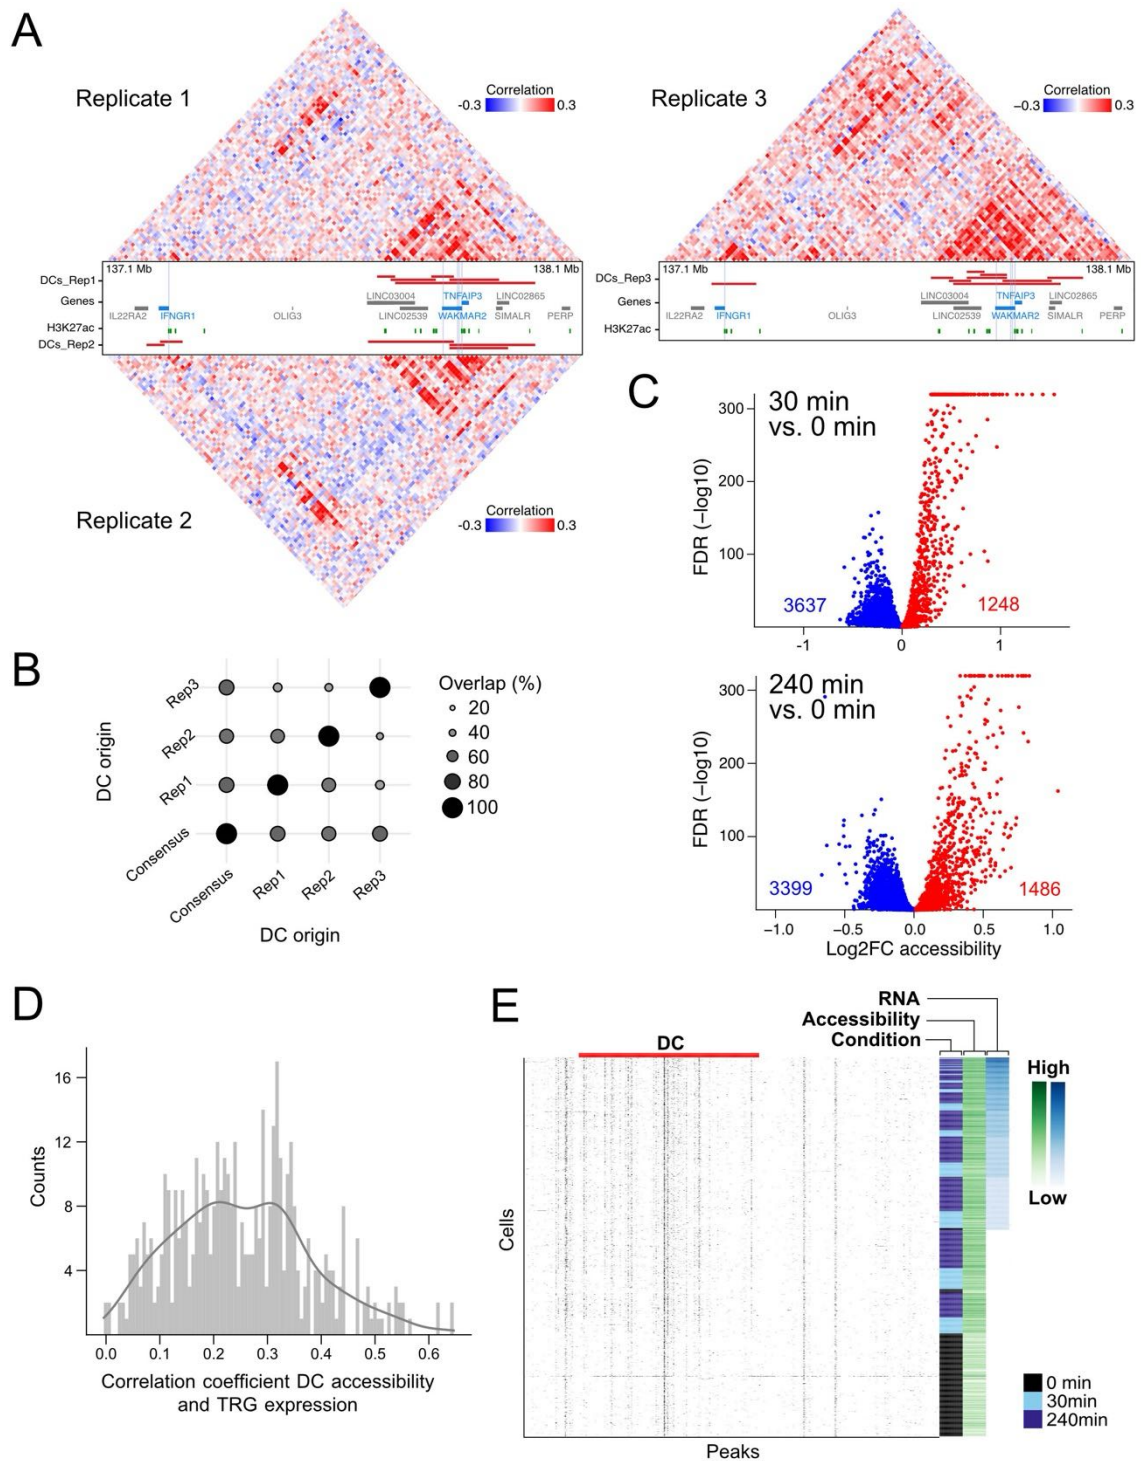 A
Replicate 1
Correlation
-0.3 0.3
Replicate 3
Correlation
−0.3 0.3
137.1 Mb 138.1 Mb
DCs_Rep1
Genes
LINC03004 TNFAIP3 LINC02865
IL22RA2 IFNGR1 OLIG3 LINC02539 WAKMAR2 SIMALR PERP
H3K27ac
DCs_Rep2
137.1 Mb 138.1 Mb
DCs_Rep3
Genes
LINC03004 TNFAIP3 LINC02865
IL22RA2 IFNGR1 OLIG3 LINC02539 WAKMAR2 SIMALR PERP
H3K27ac
Replicate 2
Correlation
-0.3 0.3
C
30 min
vs. 0 min
FDR (−log10)
300
200
100
3637
1248
-1 0 1
240 min
vs. 0 min
FDR (−log10)
300
200
100
3399
1486
−1.0 −0.5 0.0 0.5 1.0
Log2FC accessibility
B
DC origin
Rep3
Rep2
Rep1
Consensus
Consensus Rep1 Rep2 Rep3
DC origin
Overlap (%)
20
40
60
80
100
D
Counts
16
12
8
4
0.0 0.1 0.2 0.3 0.4 0.5 0.6
Correlation coefficient DC accessibility
and TRG expression
E
DC
RNA
Accessibility
Condition
High
Low
Cells
Peaks
0 min
30min
240min